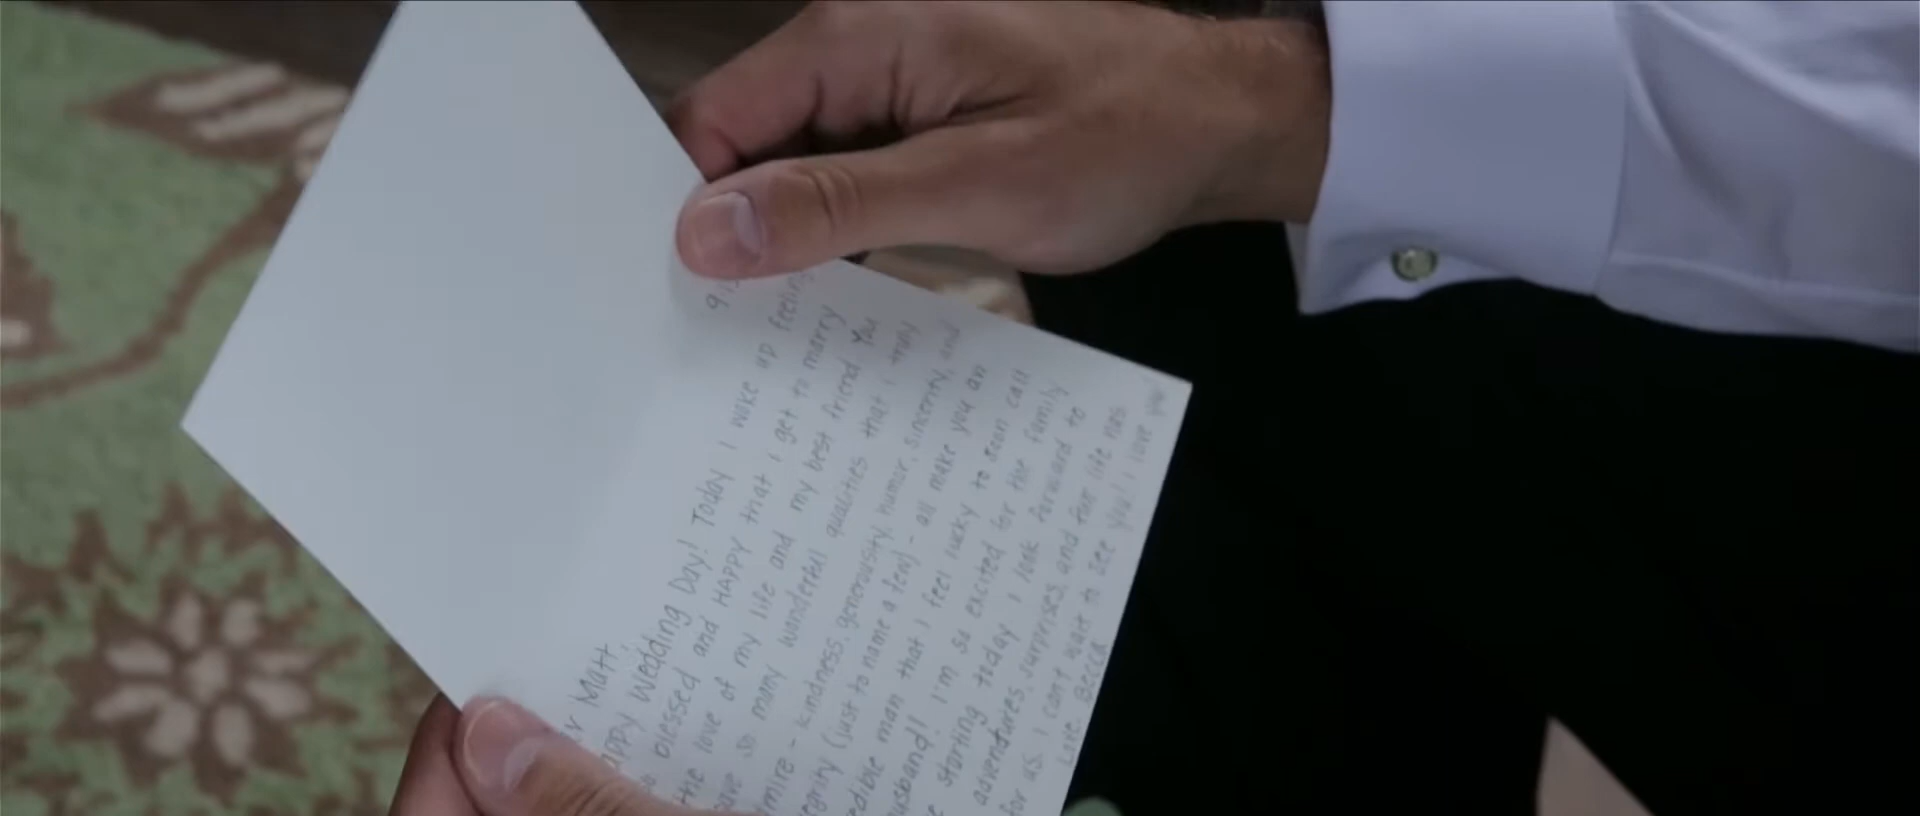 Matt,
Happy Wedding Day! Today I woke up feeling
so blessed and HAPPY that I get to marry
the love of my life and my best friend You
have so many wonderful qualities that I truly
admire - kindness, generousity, humor, sincerity, and
integrity (just to name a few) - all make you an
incredible man that I feel lucky to soon call
husband! I'm so excited for the family
starting today I look forward to
adventures, surprises, and life has
for us. I can't wait to see you! I love you!
Love, Becca